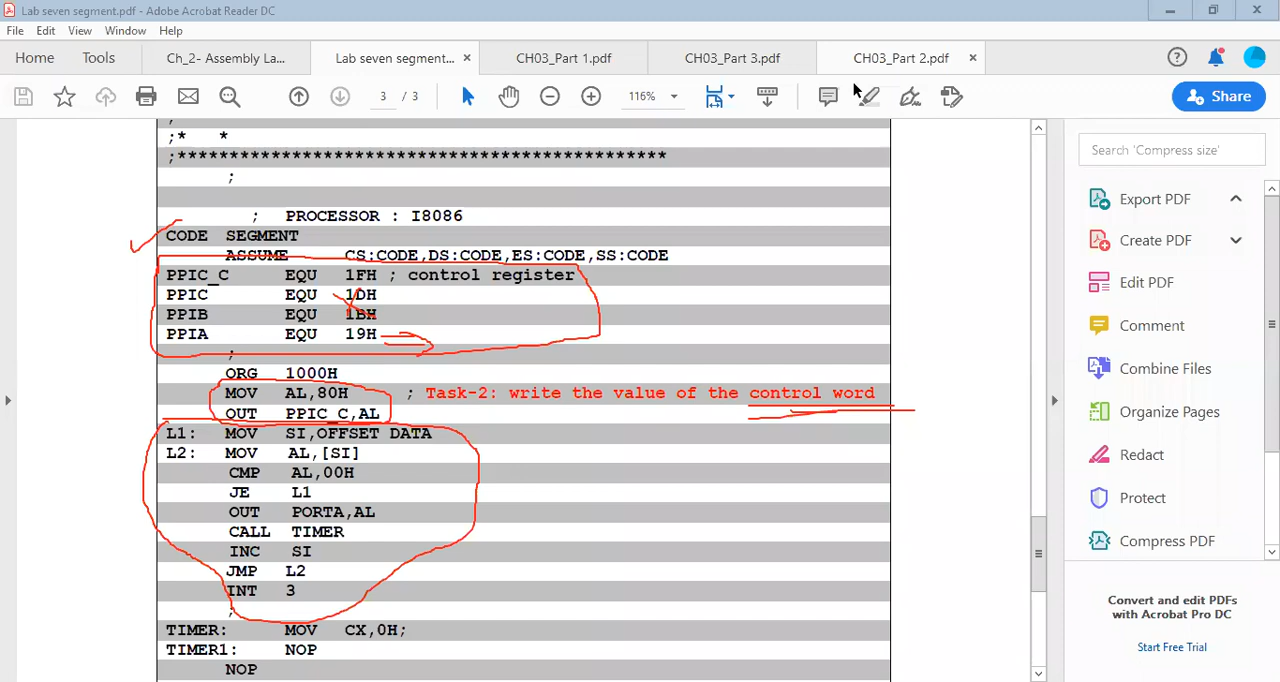 Lab seven segment.pdf - Adobe Acrobat Reader DC
File Edit View Window Help
Home Tools Ch_2- Assembly La... Lab seven segment... × CH03_Part 1.pdf CH03_Part 3.pdf CH03_Part 2.pdf ×
3 / 3 116% Share
;* *
;***********************************************
;
; PROCESSOR : I8086
CODE SEGMENT
ASSUME CS:CODE,DS:CODE,ES:CODE,SS:CODE
PPIC_C EQU 1FH ; control register
PPIC EQU 1DH
PPIB EQU 1BH
PPIA EQU 19H
;
ORG 1000H
MOV AL,80H ; Task-2: write the value of the control word
OUT PPIC_C,AL
L1: MOV SI,OFFSET DATA
L2: MOV AL,[SI]
CMP AL,00H
JE L1
OUT PORTA,AL
CALL TIMER
INC SI
JMP L2
INT 3
;
TIMER: MOV CX,0H;
TIMER1: NOP
NOP
Search 'Compress size'
Export PDF
Create PDF
Edit PDF
Comment
Combine Files
Organize Pages
Redact
Protect
Compress PDF
Convert and edit PDFs
with Acrobat Pro DC
Start Free Trial